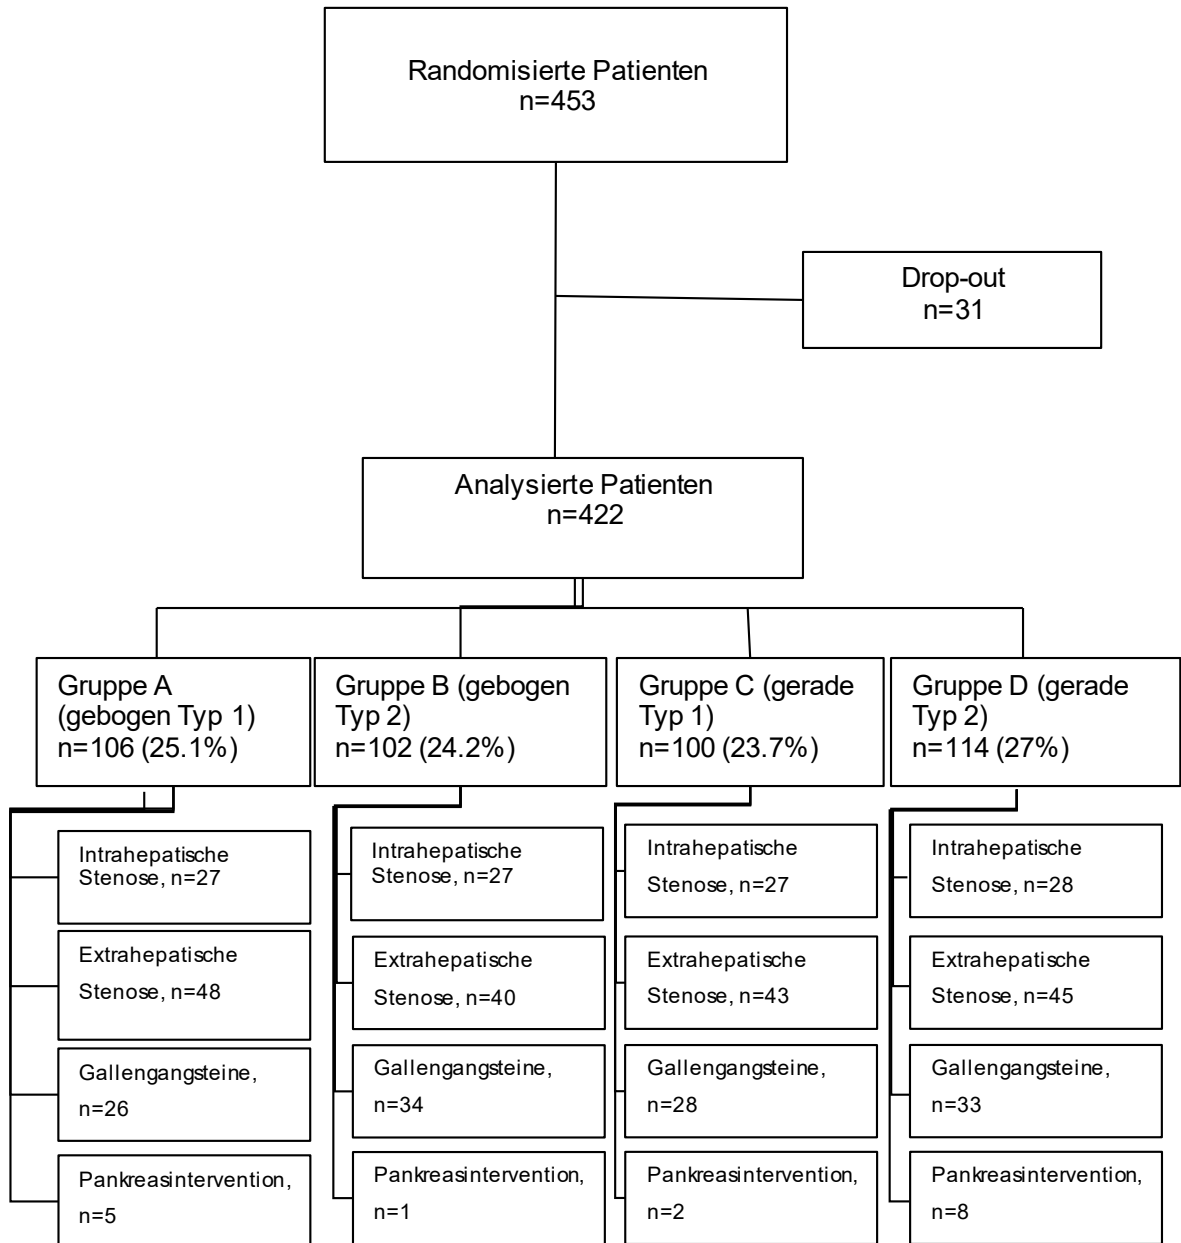 Randomisierte Patienten
n=453
Drop-out
n=31
Analysierte Patienten
n=422
Gruppe A
(gebogen Typ 1)
n=106 (25.1%)
Gruppe B (gebogen
Typ 2)
n=102 (24.2%)
Gruppe C (gerade
Typ 1)
n=100 (23.7%)
Gruppe D (gerade
Typ 2)
n=114 (27%)
Intrahepatische
Stenose, n=27
Extrahepatische
Stenose, n=48
Gallengangsteine,
n=26
Pankreasintervention,
n=5
Intrahepatische
Stenose, n=27
Extrahepatische
Stenose, n=40
Gallengangsteine,
n=34
Pankreasintervention,
n=1
Intrahepatische
Stenose, n=27
Extrahepatische
Stenose, n=43
Gallengangsteine,
n=28
Pankreasintervention,
n=2
Intrahepatische
Stenose, n=28
Extrahepatische
Stenose, n=45
Gallengangsteine,
n=33
Pankreasintervention,
n=8